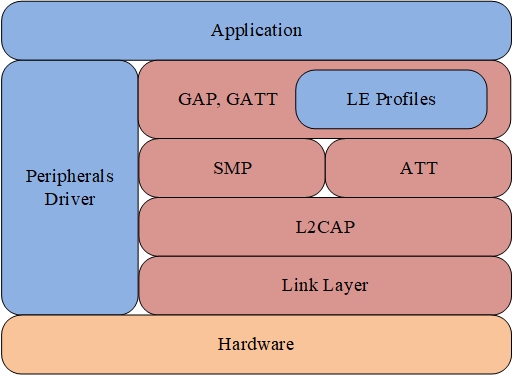 Application
GAP, GATT
LE Profiles
Peripherals
Driver
SMP
ATT
L2CAP
Link Layer
Hardware